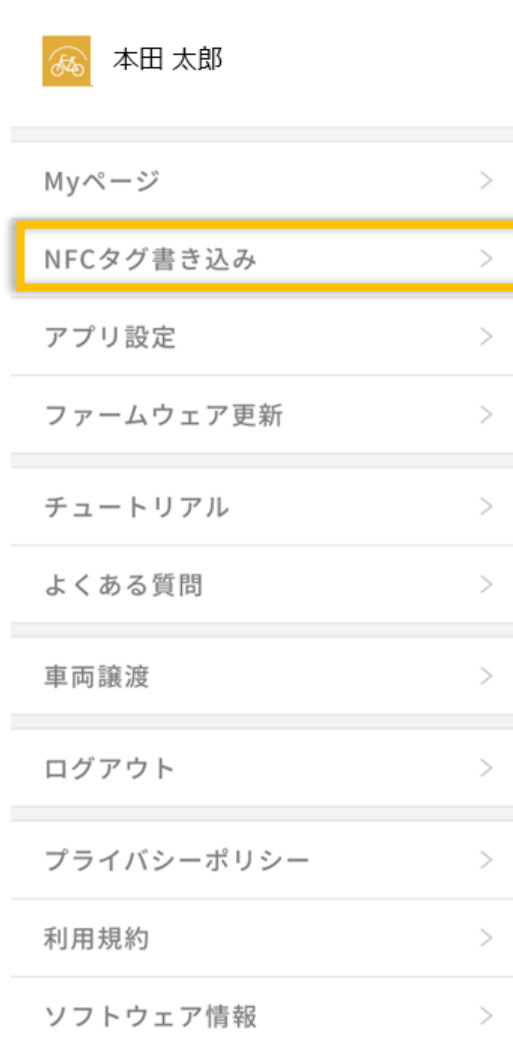 本田 太郎
Myページ
NFCタグ書き込み
アプリ設定
ファームウェア更新
チュートリアル
よくある質問
車両譲渡
ログアウト
プライバシーポリシー
利用規約
ソフトウェア情報